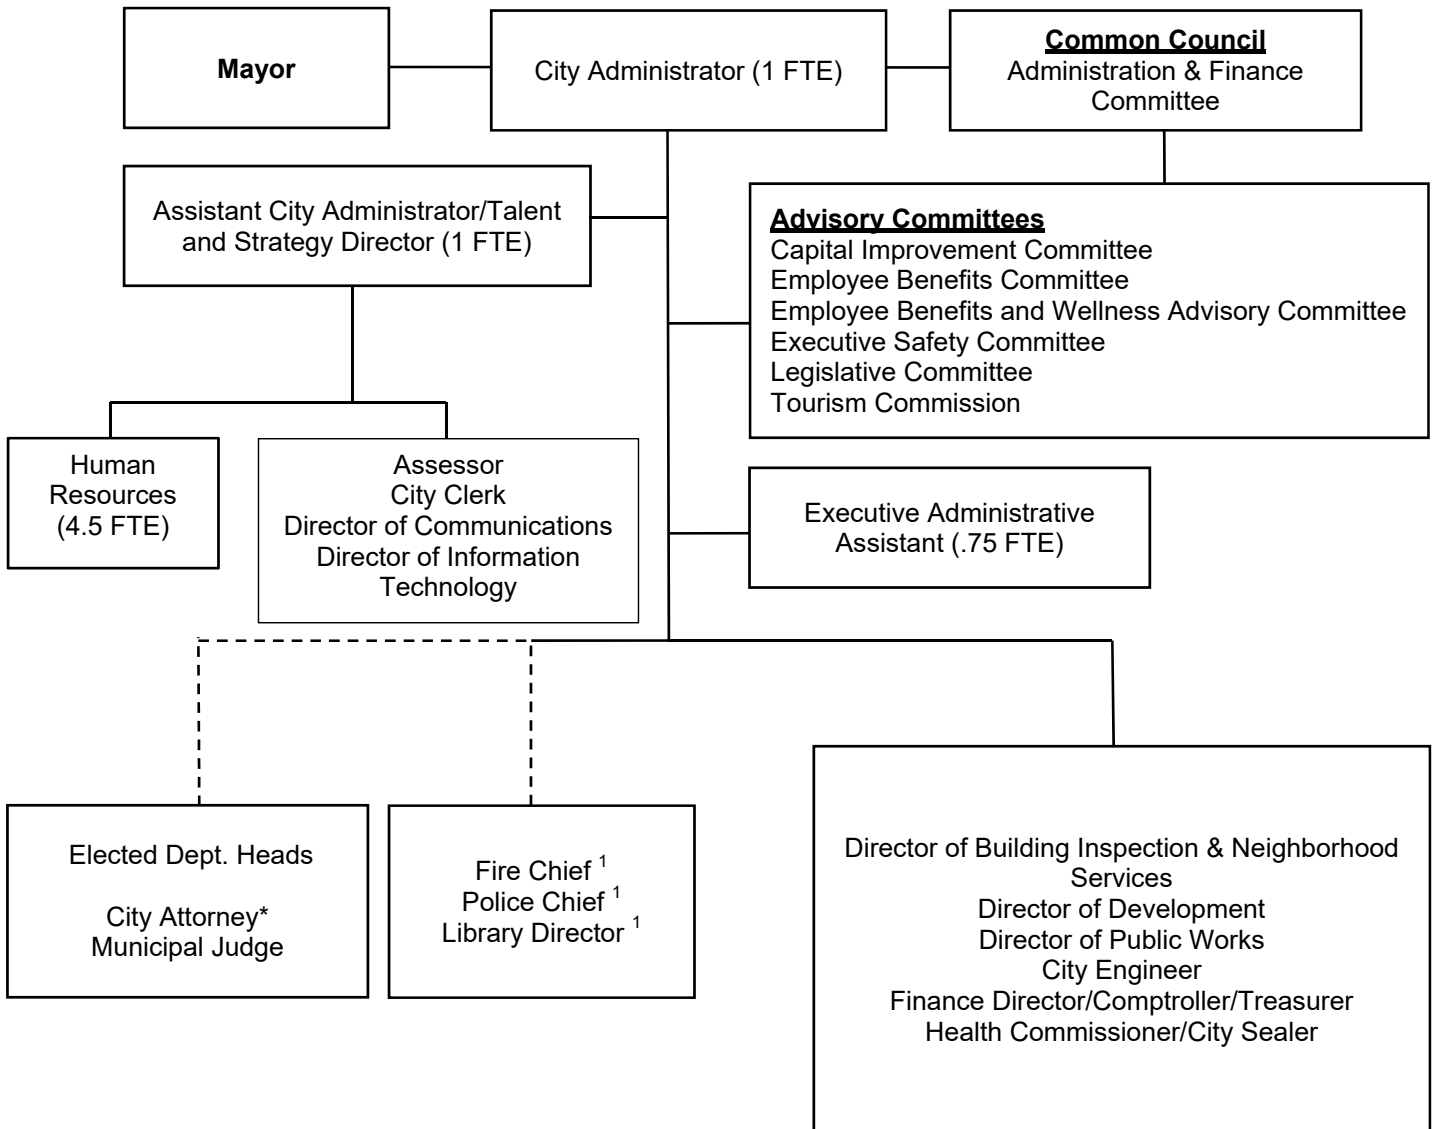 Mayor
City Administrator (1 FTE)
Common Council
Administration & Finance
Committee
Assistant City Administrator/Talent
and Strategy Director (1 FTE)
Advisory Committees
Capital Improvement Committee
Employee Benefits Committee
Employee Benefits and Wellness Advisory Committee
Executive Safety Committee
Legislative Committee
Tourism Commission
Human
Resources
(4.5 FTE)
Assessor
City Clerk
Director of Communications
Director of Information
Technology
Executive Administrative
Assistant (.75 FTE)
Elected Dept. Heads
City Attorney*
Municipal Judge
Fire Chief ¹
Police Chief ¹
Library Director ¹
Director of Building Inspection & Neighborhood
Services
Director of Development
Director of Public Works
City Engineer
Finance Director/Comptroller/Treasurer
Health Commissioner/City Sealer